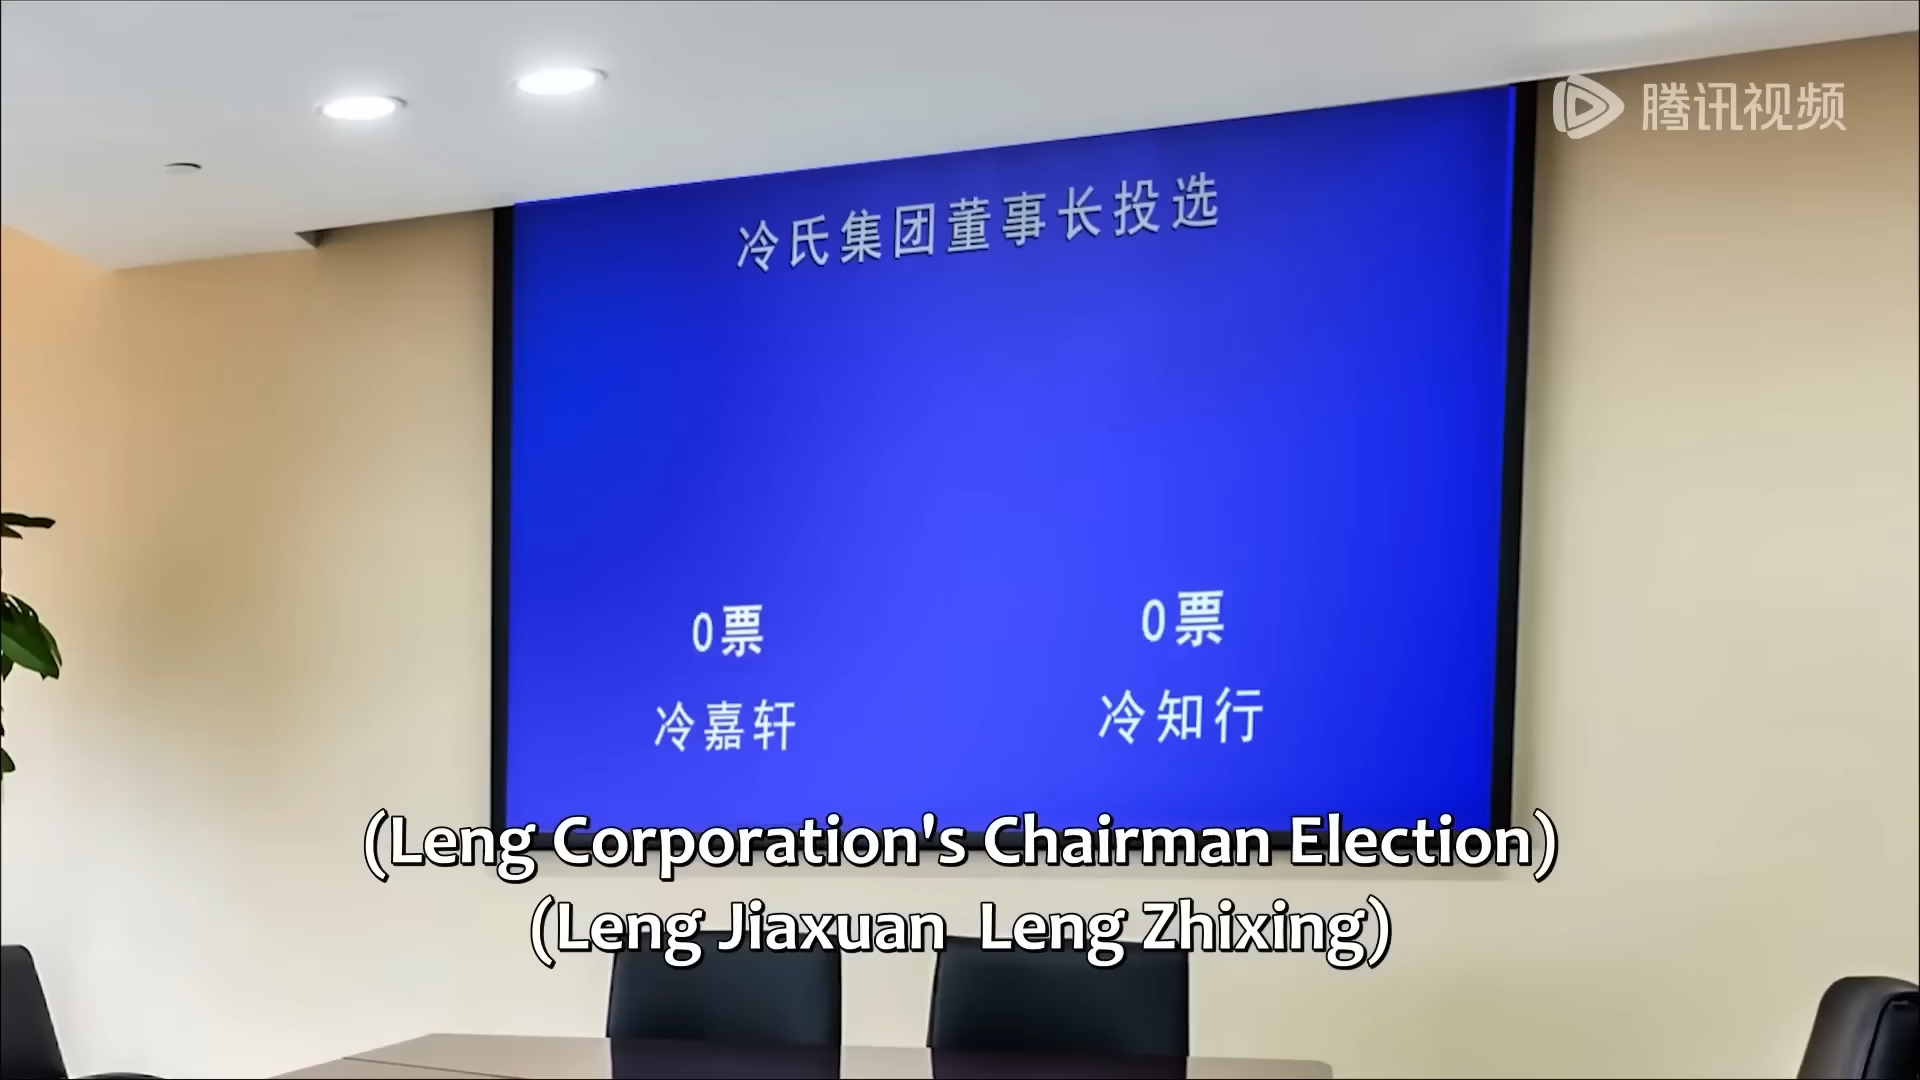 腾讯视频
冷氏集团董事长投选
0票
0票
冷嘉轩
冷知行
(Leng Corporation's Chairman Election)
(Leng Jiaxuan Leng Zhixing)